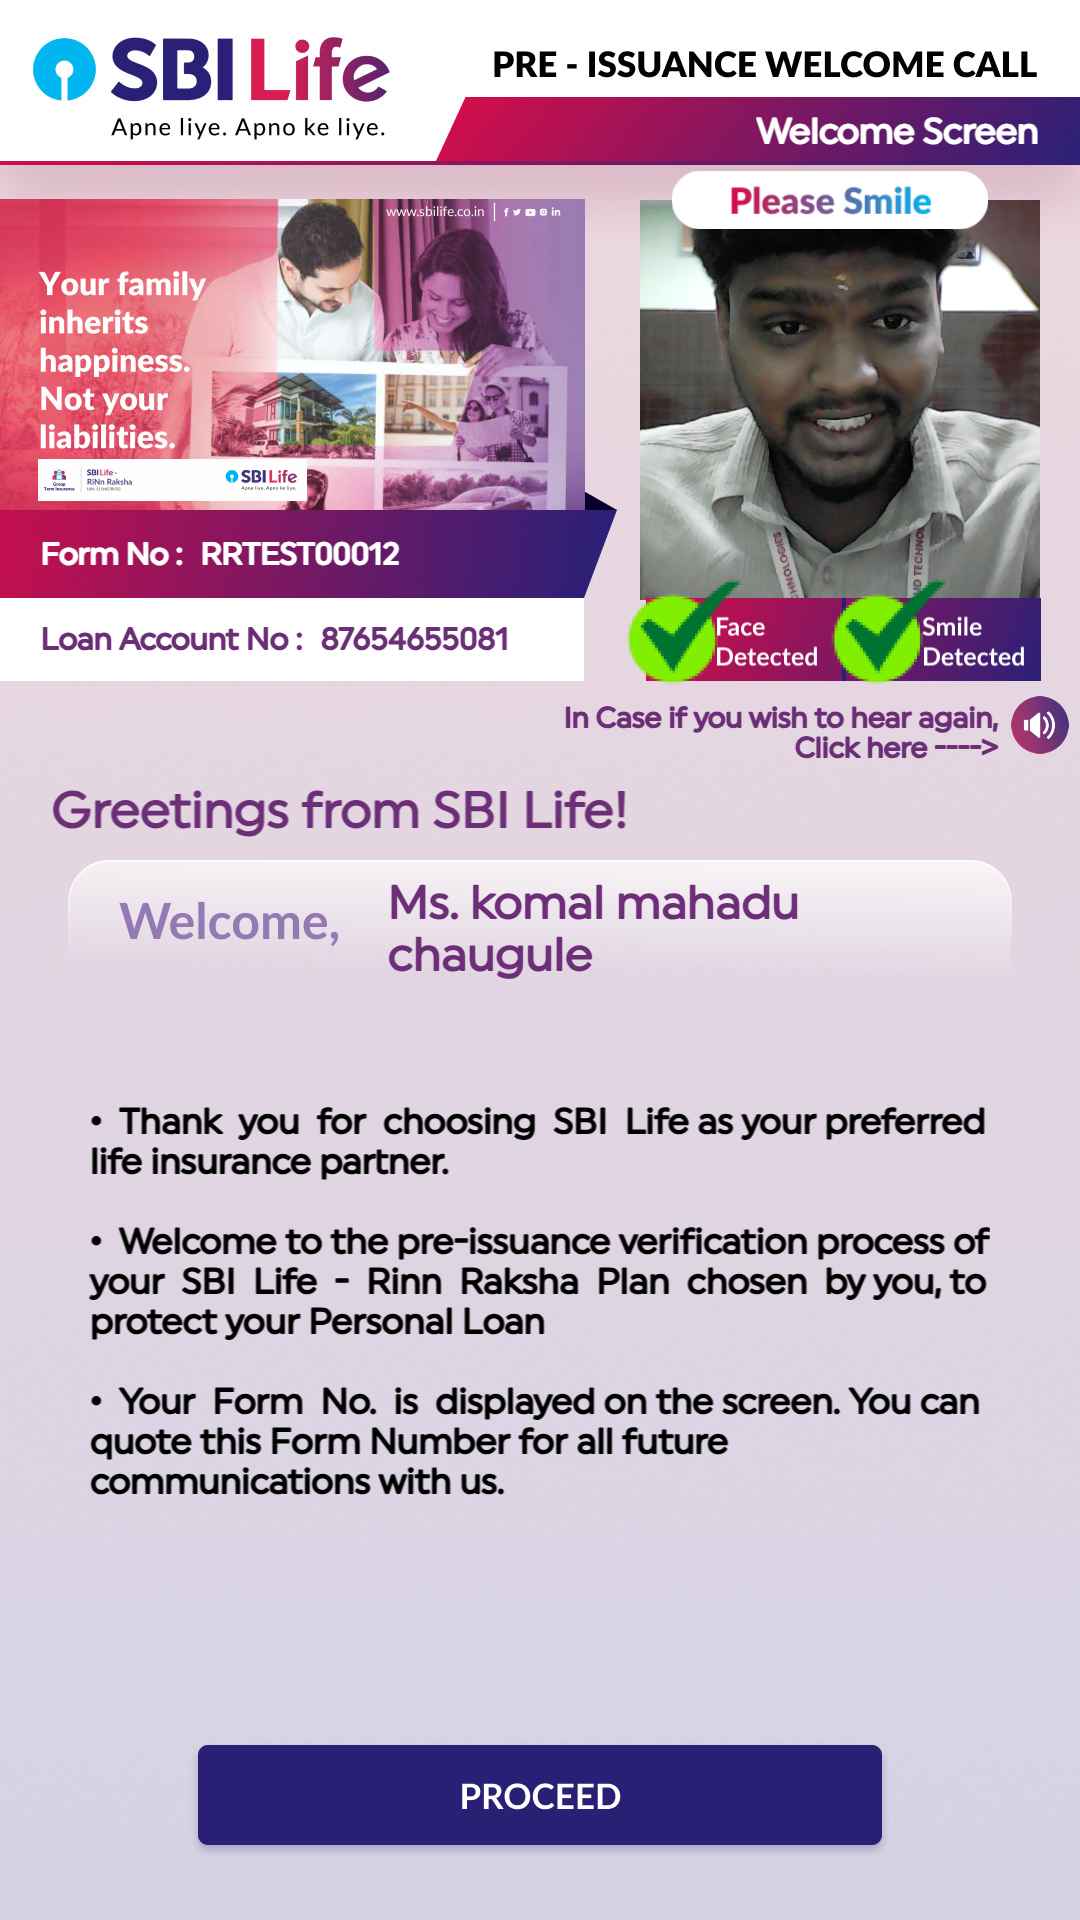 SBI Life
Apne liye. Apno ke liye.
PRE - ISSUANCE WELCOME CALL
Welcome Screen
www.sbilife.co.in
Your family
inherits
happiness.
Not your
liabilities.
Group
Term Insurance
SBI Life -
RiNn Raksha
SBI Life
Apne liye. Apno ke liye.
Please Smile
Form No : RRTEST00012
Loan Account No : 87654655081
Face
Detected
Smile
Detected
In Case if you wish to hear again,
Click here ---->
Greetings from SBI Life!
Welcome,
Ms. komal mahadu
chaugule
• Thank you for choosing SBI Life as your preferred
life insurance partner.
• Welcome to the pre-issuance verification process of
your SBI Life - Rinn Raksha Plan chosen by you, to
protect your Personal Loan
• Your Form No. is displayed on the screen. You can
quote this Form Number for all future
communications with us.
PROCEED